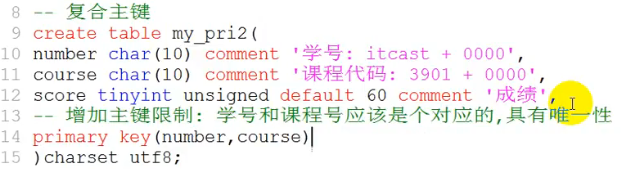 8 -- 复合主键
9 create table my_pri2(
10 number char(10) comment '学号: itcast + 0000',
11 course char(10) comment '课程代码: 3901 + 0000',
12 score tinyint unsigned default 60 comment '成绩',
13 -- 增加主键限制: 学号和课程号应该是个对应的,具有唯一性
14 primary key(number,course)
15 )charset utf8;